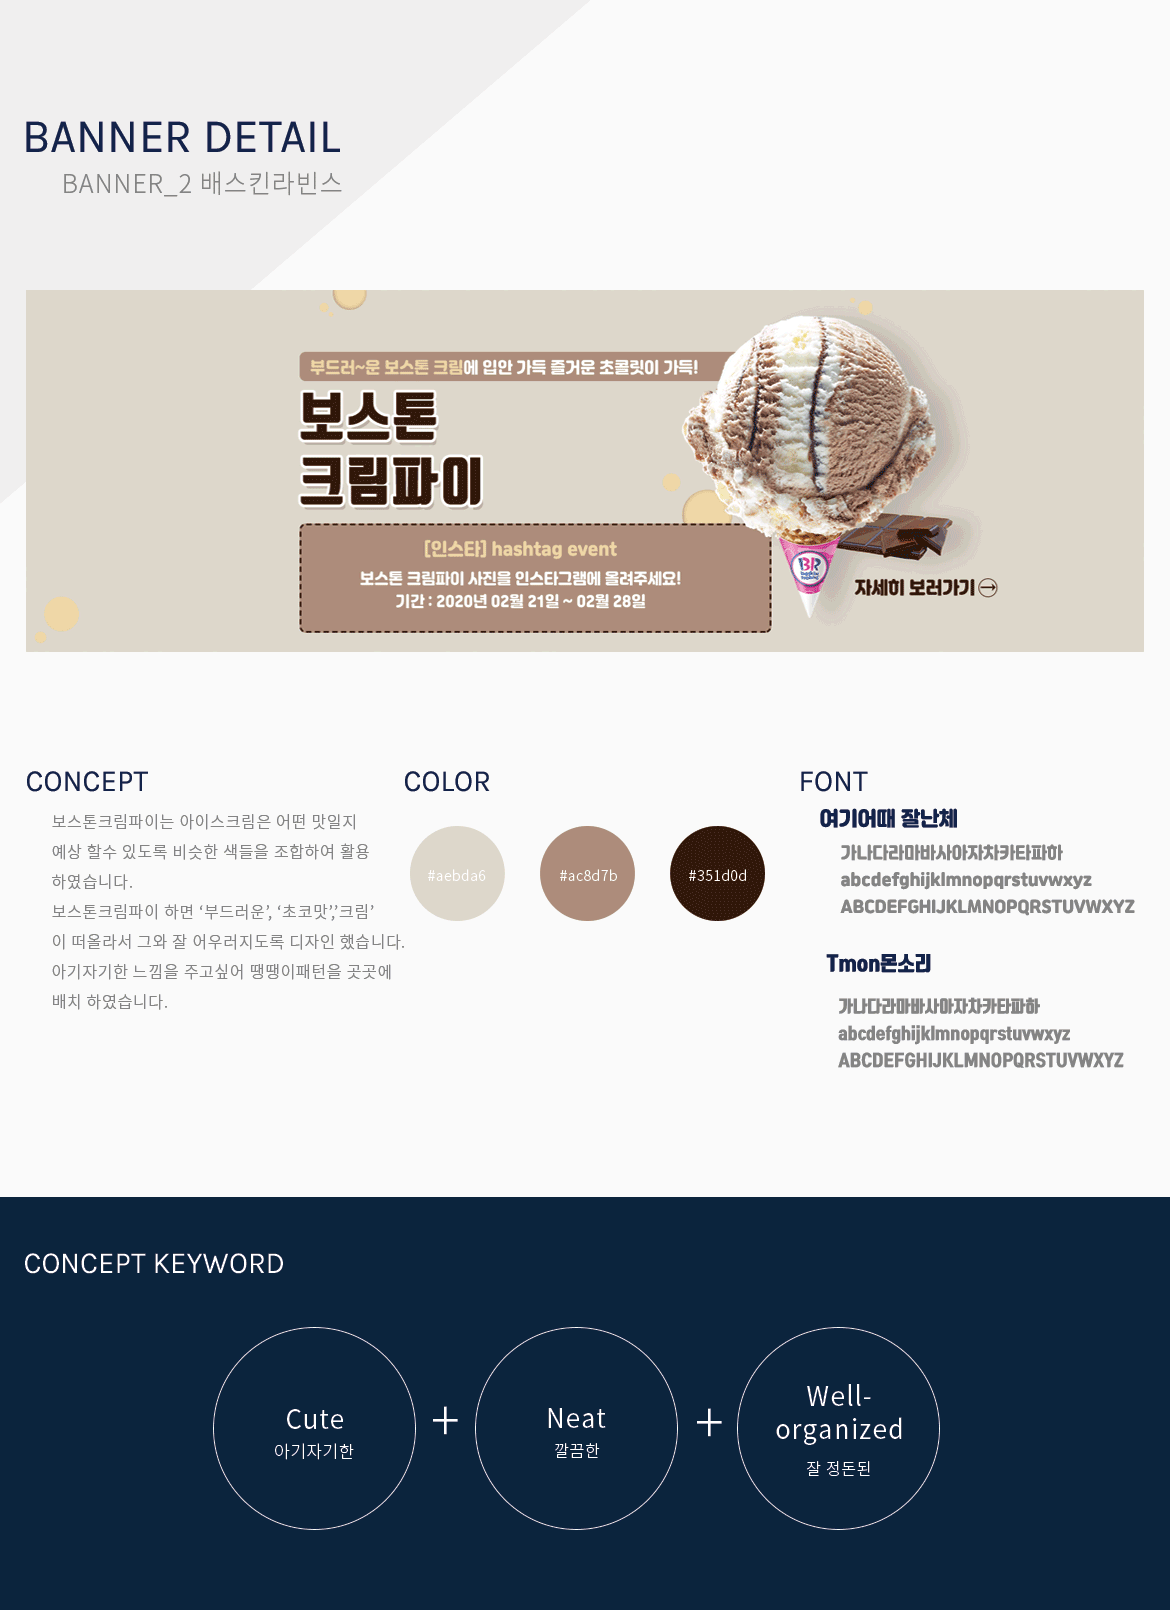 BANNER DETAIL
BANNER_2 배스킨라빈스
부드러~운 보스톤 크림에 입안 가득 즐거운 초콜릿이 가득!
보스톤
크림파이
[인스타] hashtag event
보스톤 크림파이 사진을 인스타그램에 올려주세요!
기간 : 2020년 02월 21일 ~ 02월 28일
BR
baskin robbins
자세히 보러가기
CONCEPT
보스톤크림파이는 아이스크림은 어떤 맛일지
예상 할수 있도록 비슷한 색들을 조합하여 활용
하였습니다.
보스톤크림파이 하면 ‘부드러운’, ‘초코맛’,’크림’
이 떠올라서 그와 잘 어우러지도록 디자인 했습니다.
아기자기한 느낌을 주고싶어 땡땡이패턴을 곳곳에
배치 하였습니다.
COLOR
#aebda6
#ac8d7b
#351d0d
FONT
여기어때 잘난체
가나다라마바사아자차카타파하
abcdefghijklmnopqrstuvwxyz
ABCDEFGHIJKLMNOPQRSTUVWXYZ
Tmon몬소리
가나다라마바사아자차카타파하
abcdefghijklmnopqrstuvwxyz
ABCDEFGHIJKLMNOPQRSTUVWXYZ
CONCEPT KEYWORD
Cute
아기자기한
+
Neat
깔끔한
+
Well-
organized
잘 정돈된